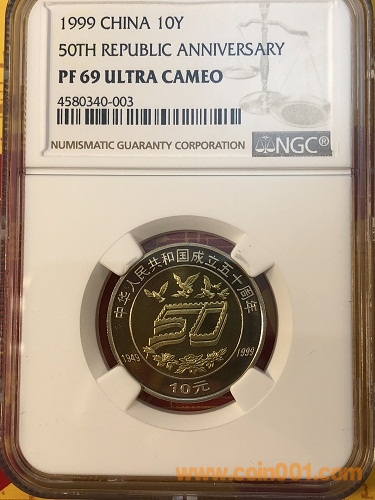 1999 CHINA 10Y
50TH REPUBLIC ANNIVERSARY
PF 69 ULTRA CAMEO
4580340-003
NUMISMATIC GUARANTY CORPORATION
NGC®
中华人民共和国成立五十周年
50
1949 1999
10元
www.coin001.com